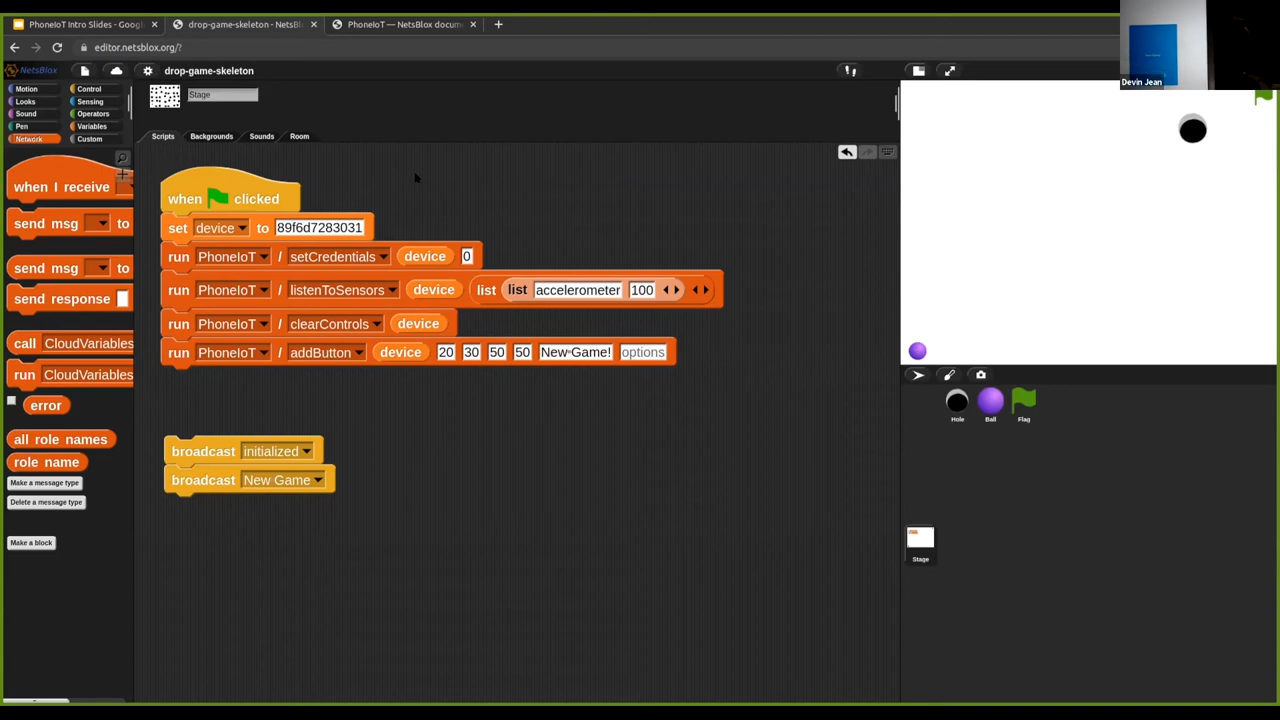 PhoneIoT Intro Slides - Googl
drop-game-skeleton - NetsBl
PhoneIoT — NetsBlox docum
editor.netsblox.org/?
Devin Jean
NetsBlox
drop-game-skeleton
Motion
Control
Looks
Sensing
Sound
Operators
Pen
Variables
Network
Custom
Stage
Scripts
Backgrounds
Sounds
Room
when I receive
send msg to
send msg to
send response
call CloudVariables
run CloudVariables
error
all role names
role name
Make a message type
Delete a message type
Make a block
when clicked
set device to 89f6d7283031
run PhoneIoT / setCredentials device 0
run PhoneIoT / listenToSensors device list list accelerometer 100
run PhoneIoT / clearControls device
run PhoneIoT / addButton device 20 30 50 50 New Game! options
broadcast initialized
broadcast New Game
Hole
Ball
Flag
Stage